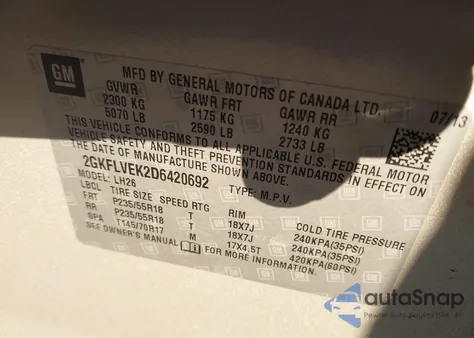 GM
MFD BY GENERAL MOTORS OF CANADA LTD.
07/13
GVWR GAWR FRT GAWR RR
2300 KG 1175 KG 1240 KG
5070 LB 2590 LB 2733 LB
THIS VEHICLE CONFORMS TO ALL APPLICABLE U.S. FEDERAL MOTOR
VEHICLE SAFETY AND THEFT PREVENTION STANDARDS IN EFFECT ON
THE DATE OF MANUFACTURE SHOWN ABOVE.
2GKFLVEK2D6420692 TYPE: M.P.V.
MODEL: LH26
LBCL TIRE SIZE SPEED RTG RIM COLD TIRE PRESSURE
FRT P235/55R18 T 18X7J 240KPA(35PSI)
RR P235/55R18 T 18X7J 240KPA(35PSI)
SPA T145/70R17 M 17X4.5T 420KPA(60PSI)
SEE OWNER'S MANUAL FOR MORE INFORMATION.
autoSnap